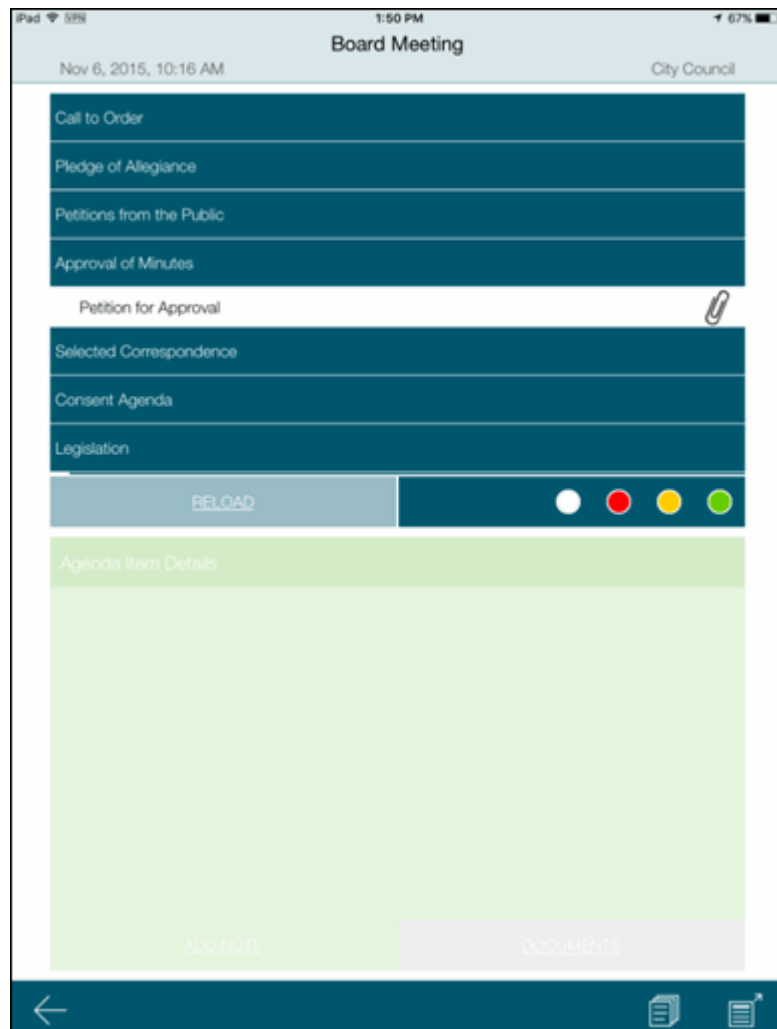 iPad VPN 1:50 PM 67%
Board Meeting
Nov 6, 2015, 10:16 AM City Council
Call to Order
Pledge of Allegiance
Petitions from the Public
Approval of Minutes
Petition for Approval
Selected Correspondence
Consent Agenda
Legislation
RELOAD
Agenda Item Details
ADD NOTE DOCUMENTS